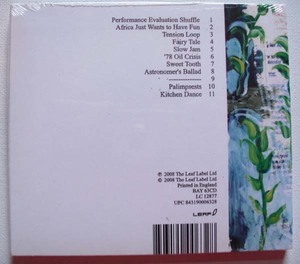 Performance Evaluation Shuffle 1
Africa Just Wants to Have Fun 2
Tension Loop 3
Fairy Tale 4
Slow Jam 5
'78 Oil Crisis 6
Sweet Tooth 7
Astronomer's Ballad 8
---------------- 9
Palimpsests 10
Kitchen Dance 11
℗ 2008 The Leaf Label Ltd
© 2008 The Leaf Label Ltd
Printed in England
BAY 63CD
LC 12877
UPC 843190006328
LEAF